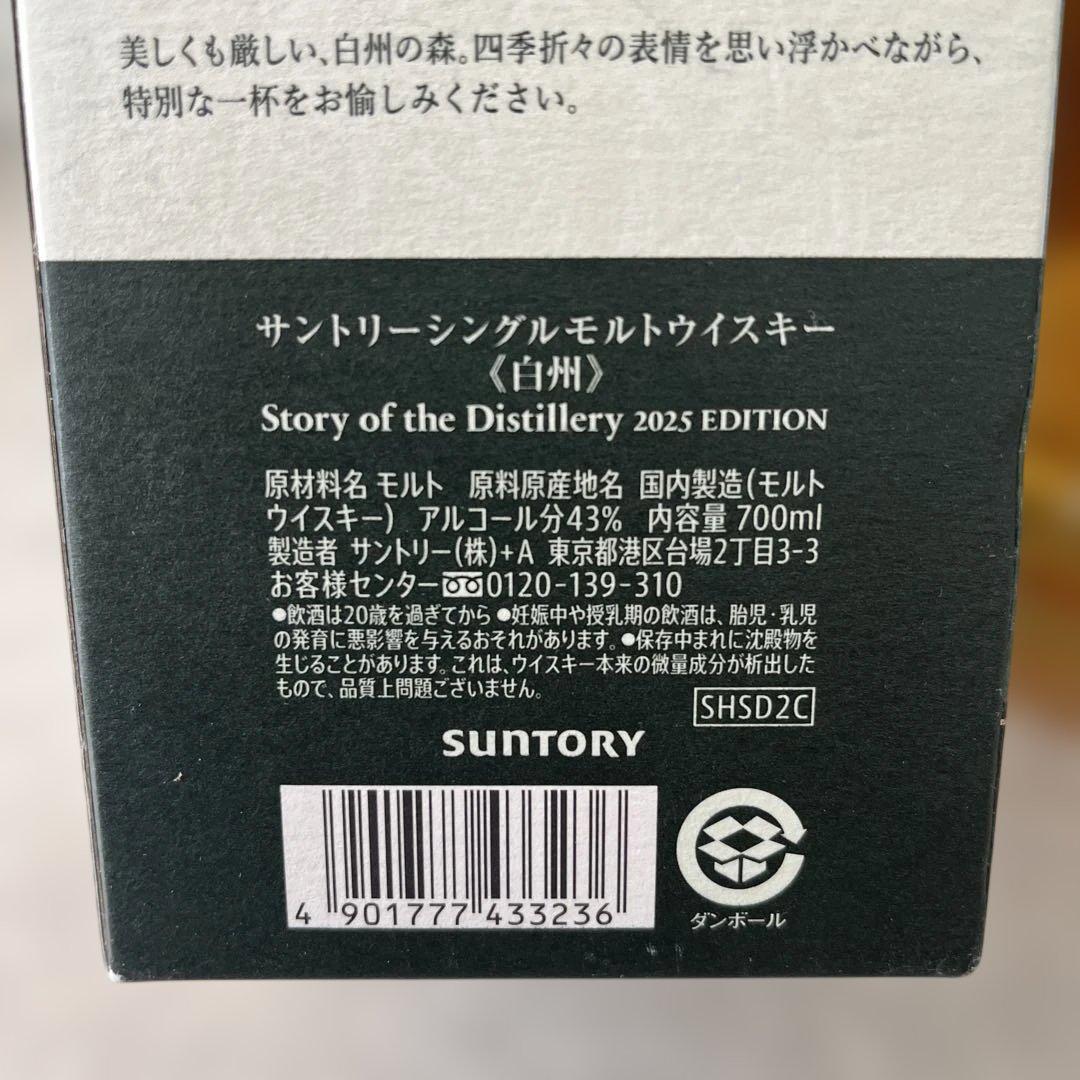 美しくも厳しい、白州の森。四季折々の表情を思い浮かべながら、
特別な一杯をお愉しみください。
サントリーシングルモルトウイスキー
《白州》
Story of the Distillery 2025 EDITION
原材料名 モルト 原料原産地名 国内製造(モルト
ウイスキー) アルコール分43% 内容量 700ml
製造者 サントリー(株)+A 東京都港区台場2丁目3-3
お客様センター 0120-139-310
●飲酒は20歳を過ぎてから ●妊娠中や授乳期の飲酒は、胎児・乳児
の発育に悪影響を与えるおそれがあります。●保存中まれに沈殿物を
生じることがあります。これは、ウイスキー本来の微量成分が析出した
もので、品質上問題ございません。
SHSD2C
SUNTORY
4 901777 433236
ダンボール